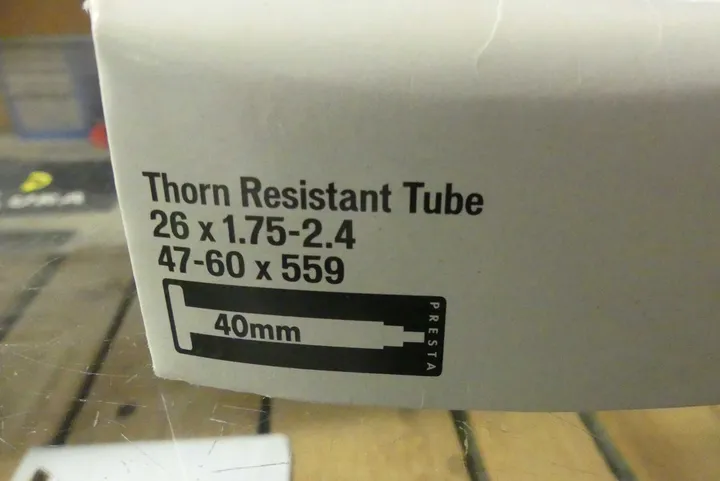 Thorn Resistant Tube
26 x 1.75-2.4
47-60 x 559
40mm
PRESTA